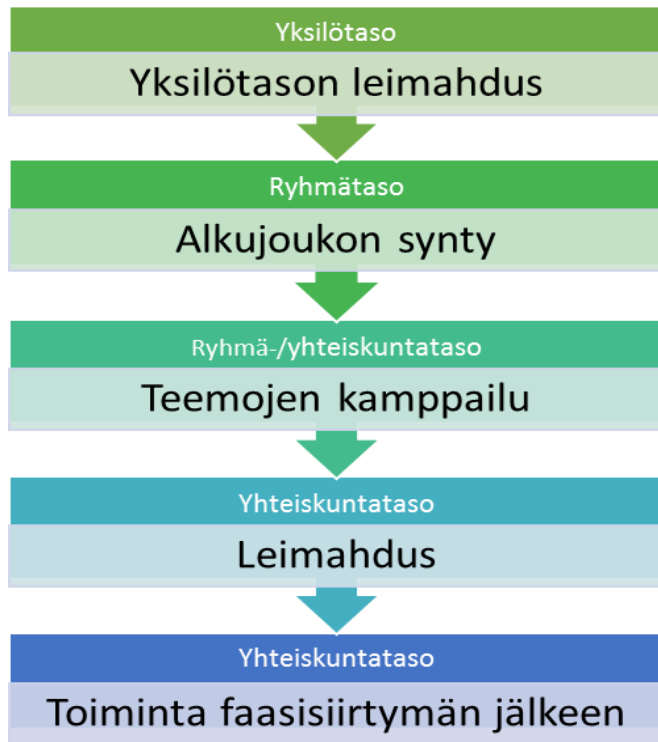 Yksilötaso
Yksilötason leimahdus
Ryhmätaso
Alkujoukon synty
Ryhmä-/yhteiskuntataso
Teemojen kamppailu
Yhteiskuntataso
Leimahdus
Yhteiskuntataso
Toiminta faasisiirtymän jälkeen